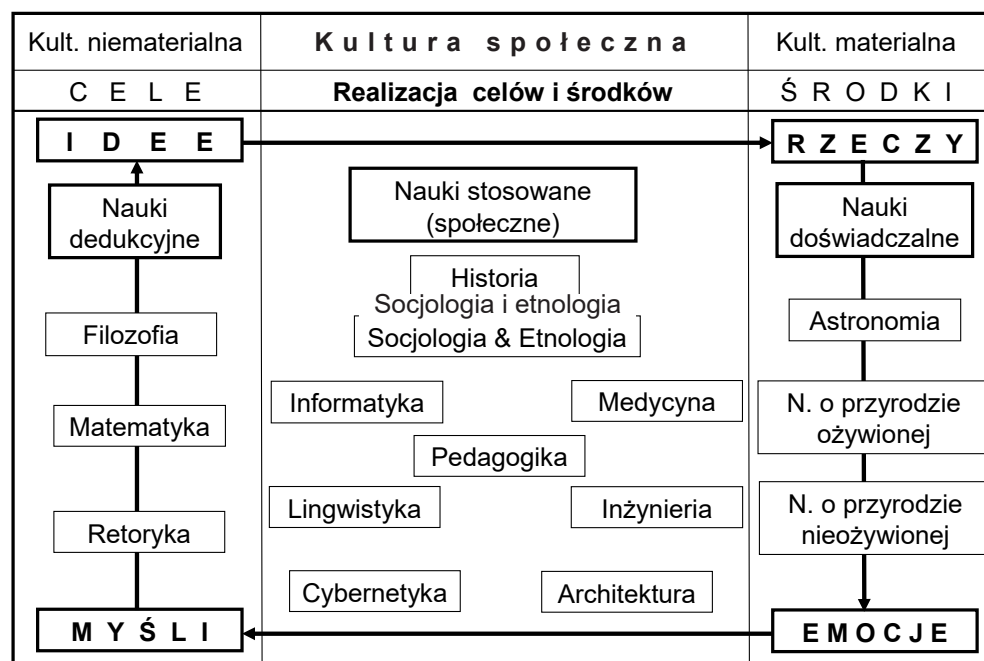 Kult. niematerialna
Kultura społeczna
Kult. materialna
CELE
Realizacja celów i środków
ŚRODKI
IDEE
RZECZY
Nauki
dedukcyjne
Nauki stosowane
(społeczne)
Nauki
doświadczalne
Historia
Socjologia i etnologia
Socjologia & Etnologia
Filozofia
Astronomia
Informatyka
Medycyna
N. o przyrodzie
ożywionej
Matematyka
Pedagogika
Lingwistyka
Inżynieria
N. o przyrodzie
nieożywionej
Retoryka
Cybernetyka
Architektura
MYŚLI
EMOCJE